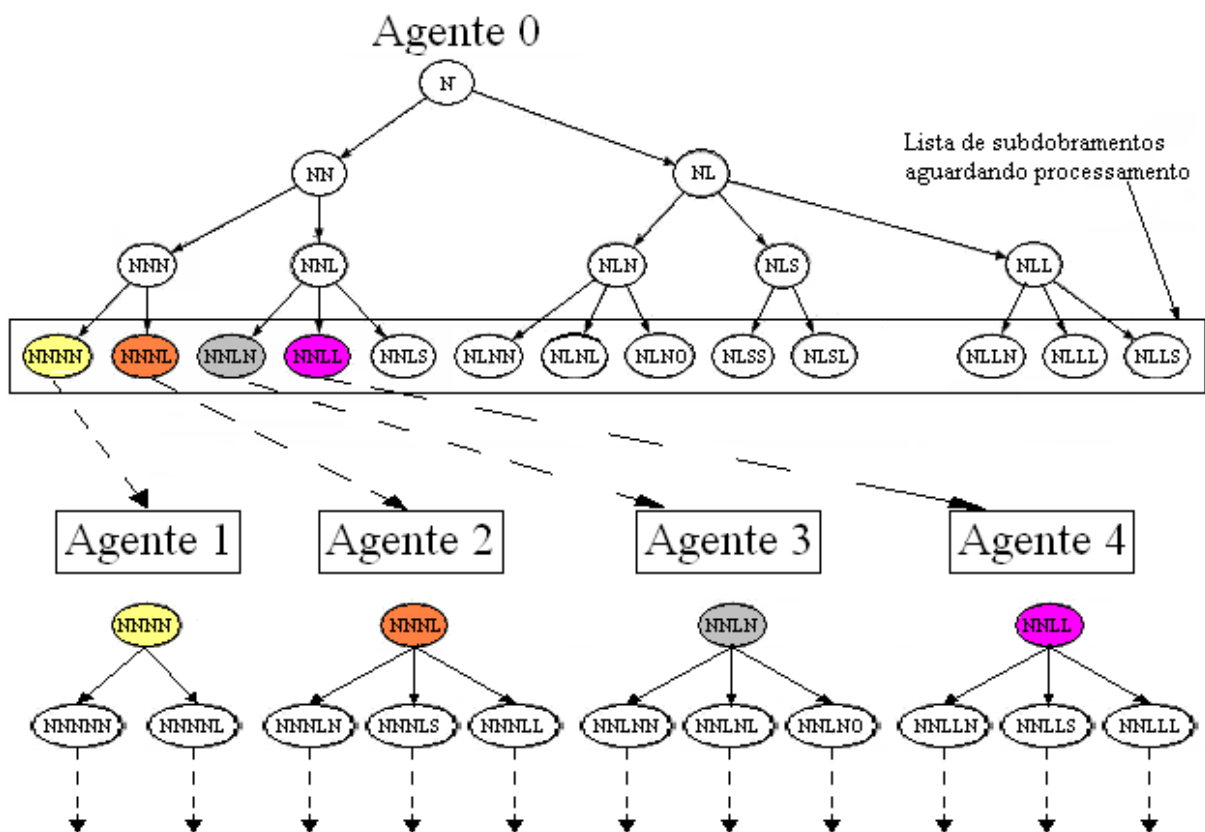 Agente 0
N
Lista de subdobramentos
aguardando processamento
NN NL
NNN NNL NLN NLS NLL
NNNN NNNL NNLN NNLL NNLS NLNN NLNL NLNO NLSS NLSL NLLN NLLL NLLS
Agente 1 Agente 2 Agente 3 Agente 4
NNNN NNNL NNLN NNLL
NNNNN NNNNL NNNLN NNNLS NNNLL NNLNN NNLNL NNLNO NNLLN NNLLS NNLLL